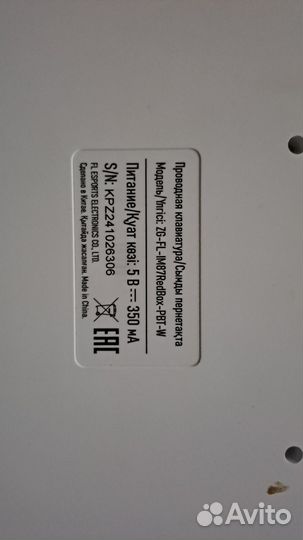 Проводная клавиатура/Сымды пернетақта
Модель/Үлгісі: ZG-FL-IM87RedBox-PBT-W
Питание/Қуат көзі: 5 В ⎓ 350 мА
S/N: KPZ241026306
FL ESPORTS ELECTRONICS CO., LTD.
Сделано в Китае. Қытайда жасалған. Made in China.
EAC
Avito